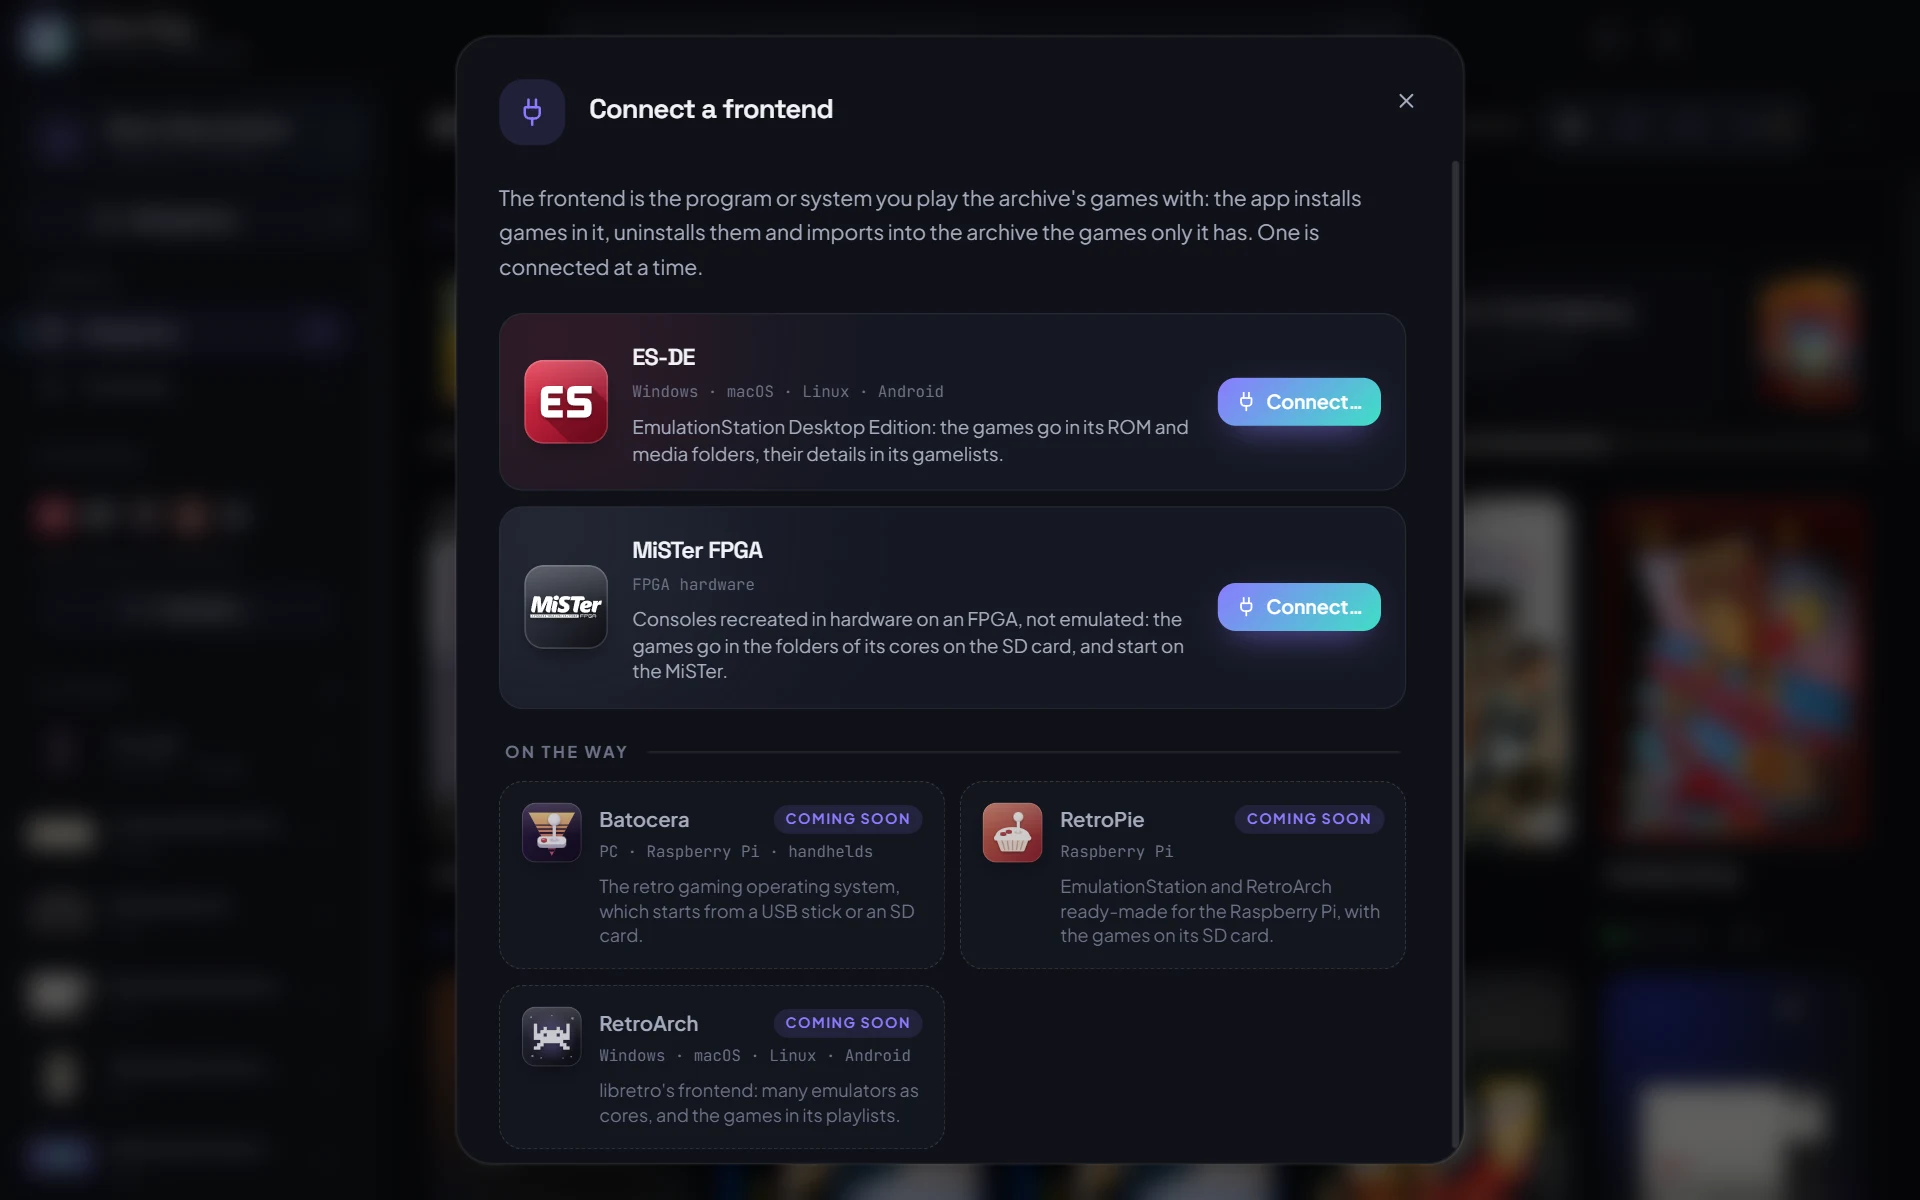 Connect a frontend
The frontend is the program or system you play the archive's games with: the app installs
games in it, uninstalls them and imports into the archive the games only it has. One is
connected at a time.
ES
ES-DE
Windows · macOS · Linux · Android
EmulationStation Desktop Edition: the games go in its ROM and
media folders, their details in its gamelists.
Connect…
MiSTer
MiSTer FPGA
FPGA hardware
Consoles recreated in hardware on an FPGA, not emulated: the
games go in the folders of its cores on the SD card, and start on
the MiSTer.
Connect…
ON THE WAY
Batocera
COMING SOON
PC · Raspberry Pi · handhelds
The retro gaming operating system,
which starts from a USB stick or an SD
card.
RetroPie
COMING SOON
Raspberry Pi
EmulationStation and RetroArch
ready-made for the Raspberry Pi, with
the games on its SD card.
RetroArch
COMING SOON
Windows · macOS · Linux · Android
libretro's frontend: many emulators as
cores, and the games in its playlists.